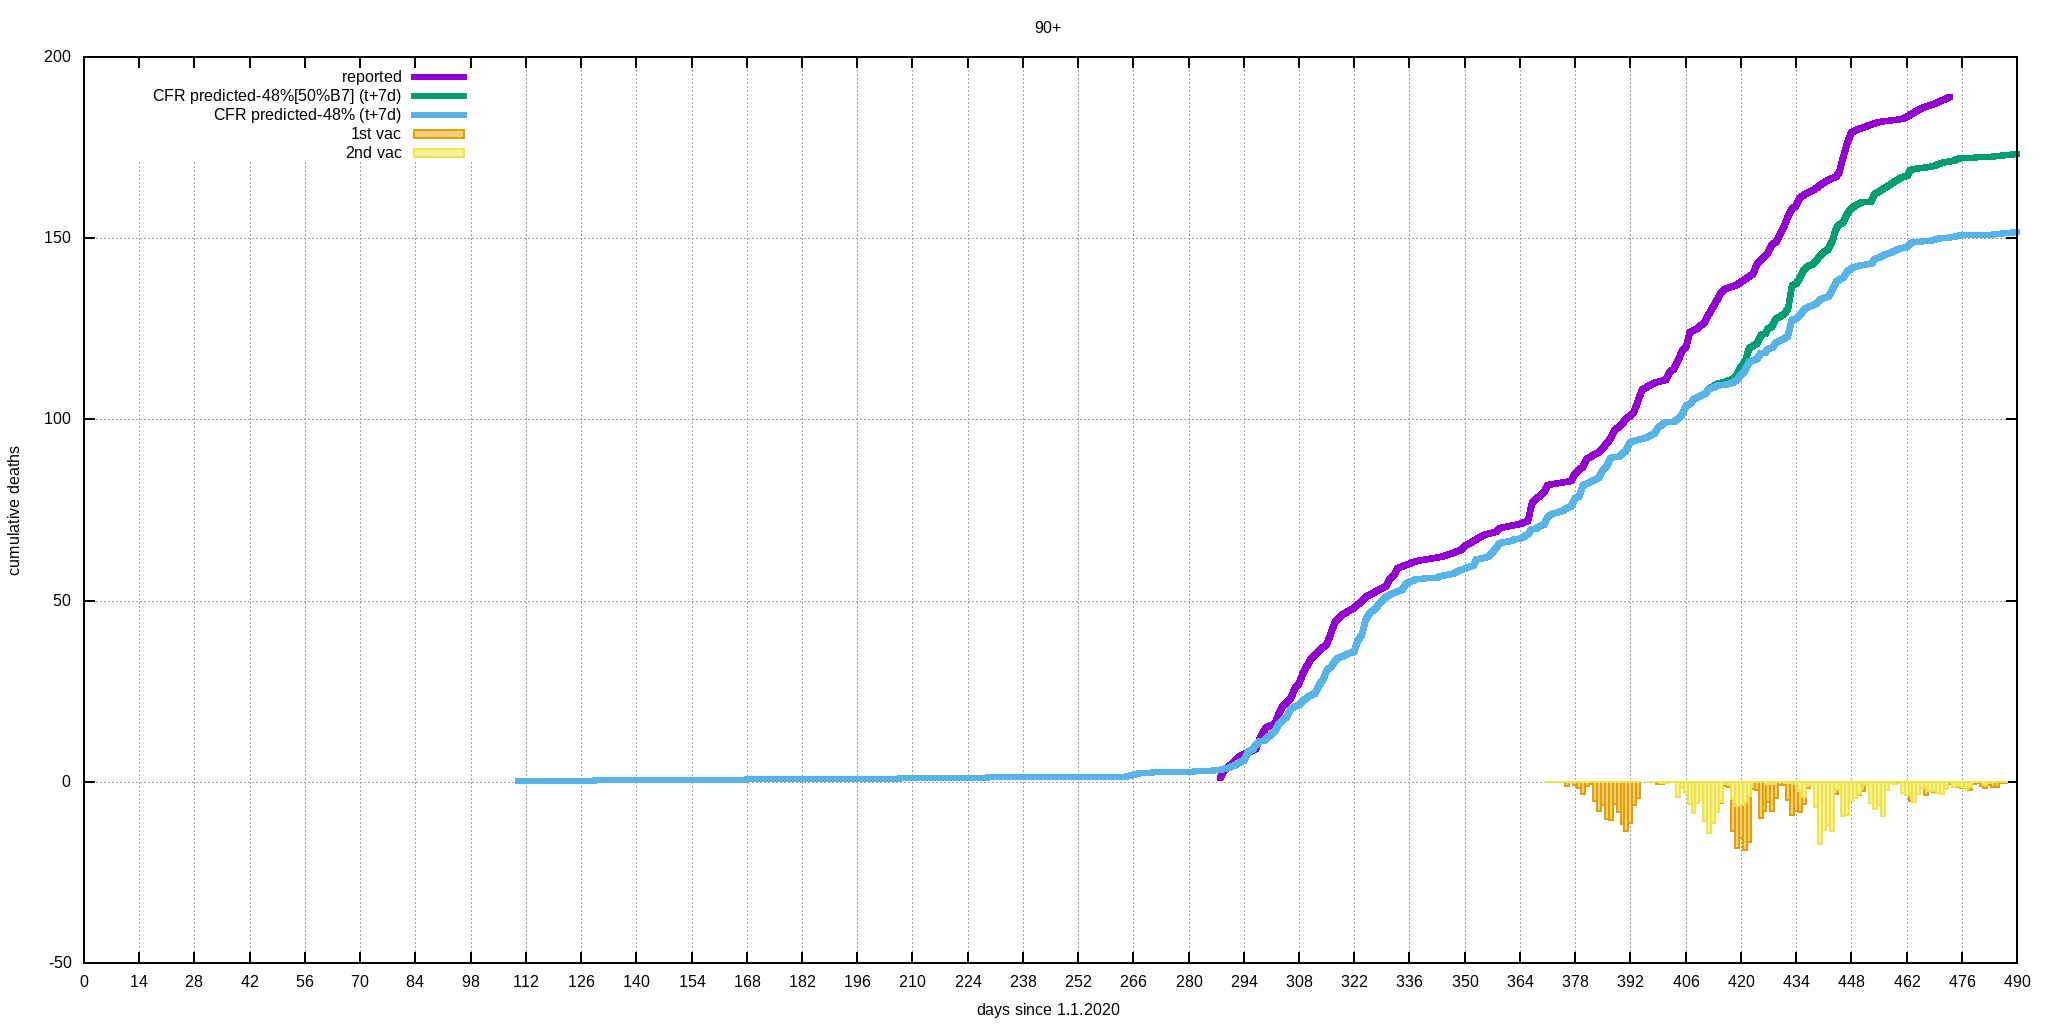 90+
200
150
100
50
0
-50
cumulative deaths
reported
CFR predicted-48%[50%B7] (t+7d)
CFR predicted-48% (t+7d)
1st vac
2nd vac
0 14 28 42 56 70 84 98 112 126 140 154 168 182 196 210 224 238 252 266 280 294 308 322 336 350 364 378 392 406 420 434 448 462 476 490
days since 1.1.2020